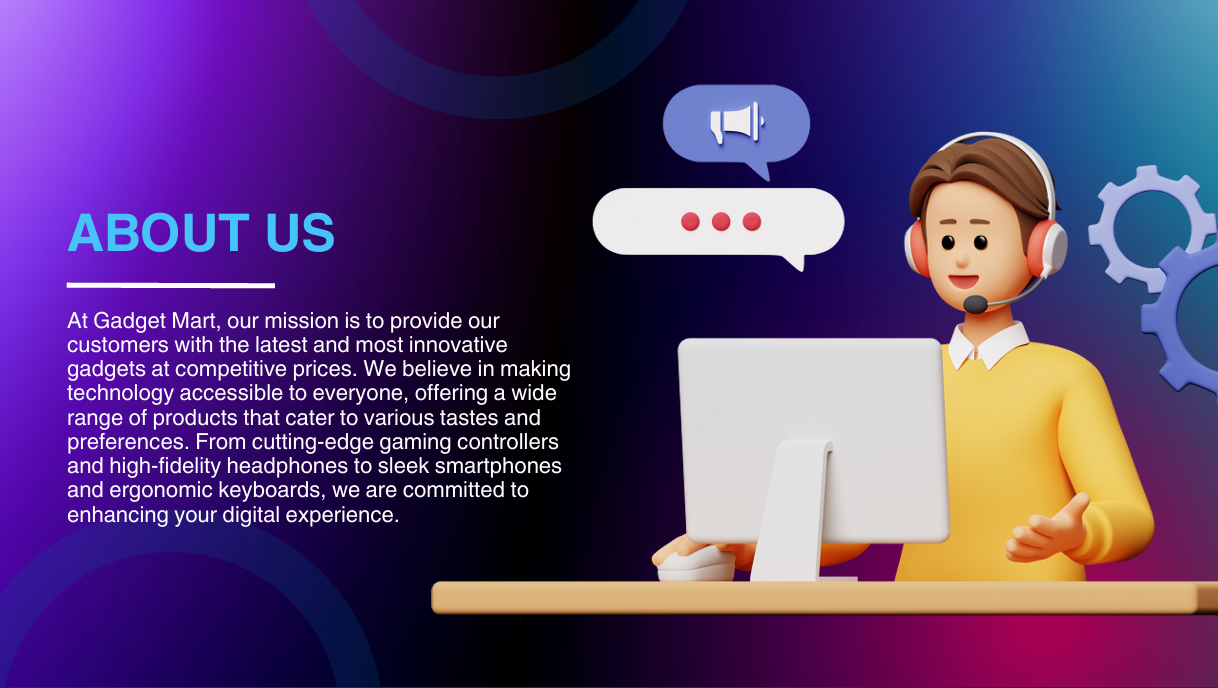 ABOUT US
At Gadget Mart, our mission is to provide our
customers with the latest and most innovative
gadgets at competitive prices. We believe in making
technology accessible to everyone, offering a wide
range of products that cater to various tastes and
preferences. From cutting-edge gaming controllers
and high-fidelity headphones to sleek smartphones
and ergonomic keyboards, we are committed to
enhancing your digital experience.